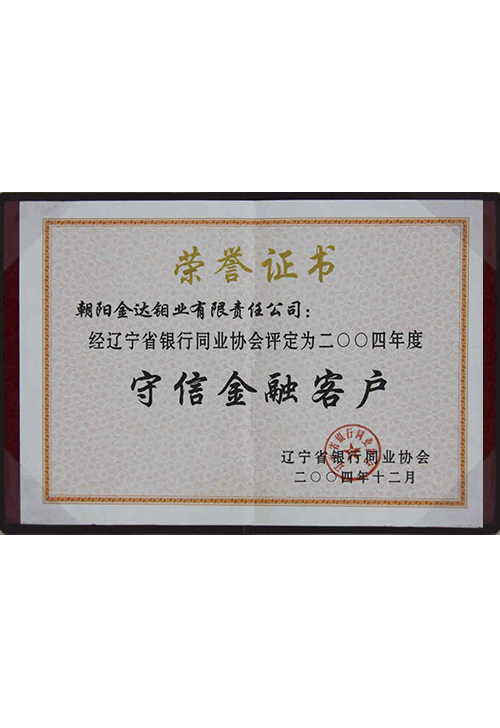 荣誉证书
朝阳金达钼业有限责任公司：
经辽宁省银行同业协会评定为二〇〇四年度
守信金融客户
辽宁省银行同业协会
二〇〇四年十二月